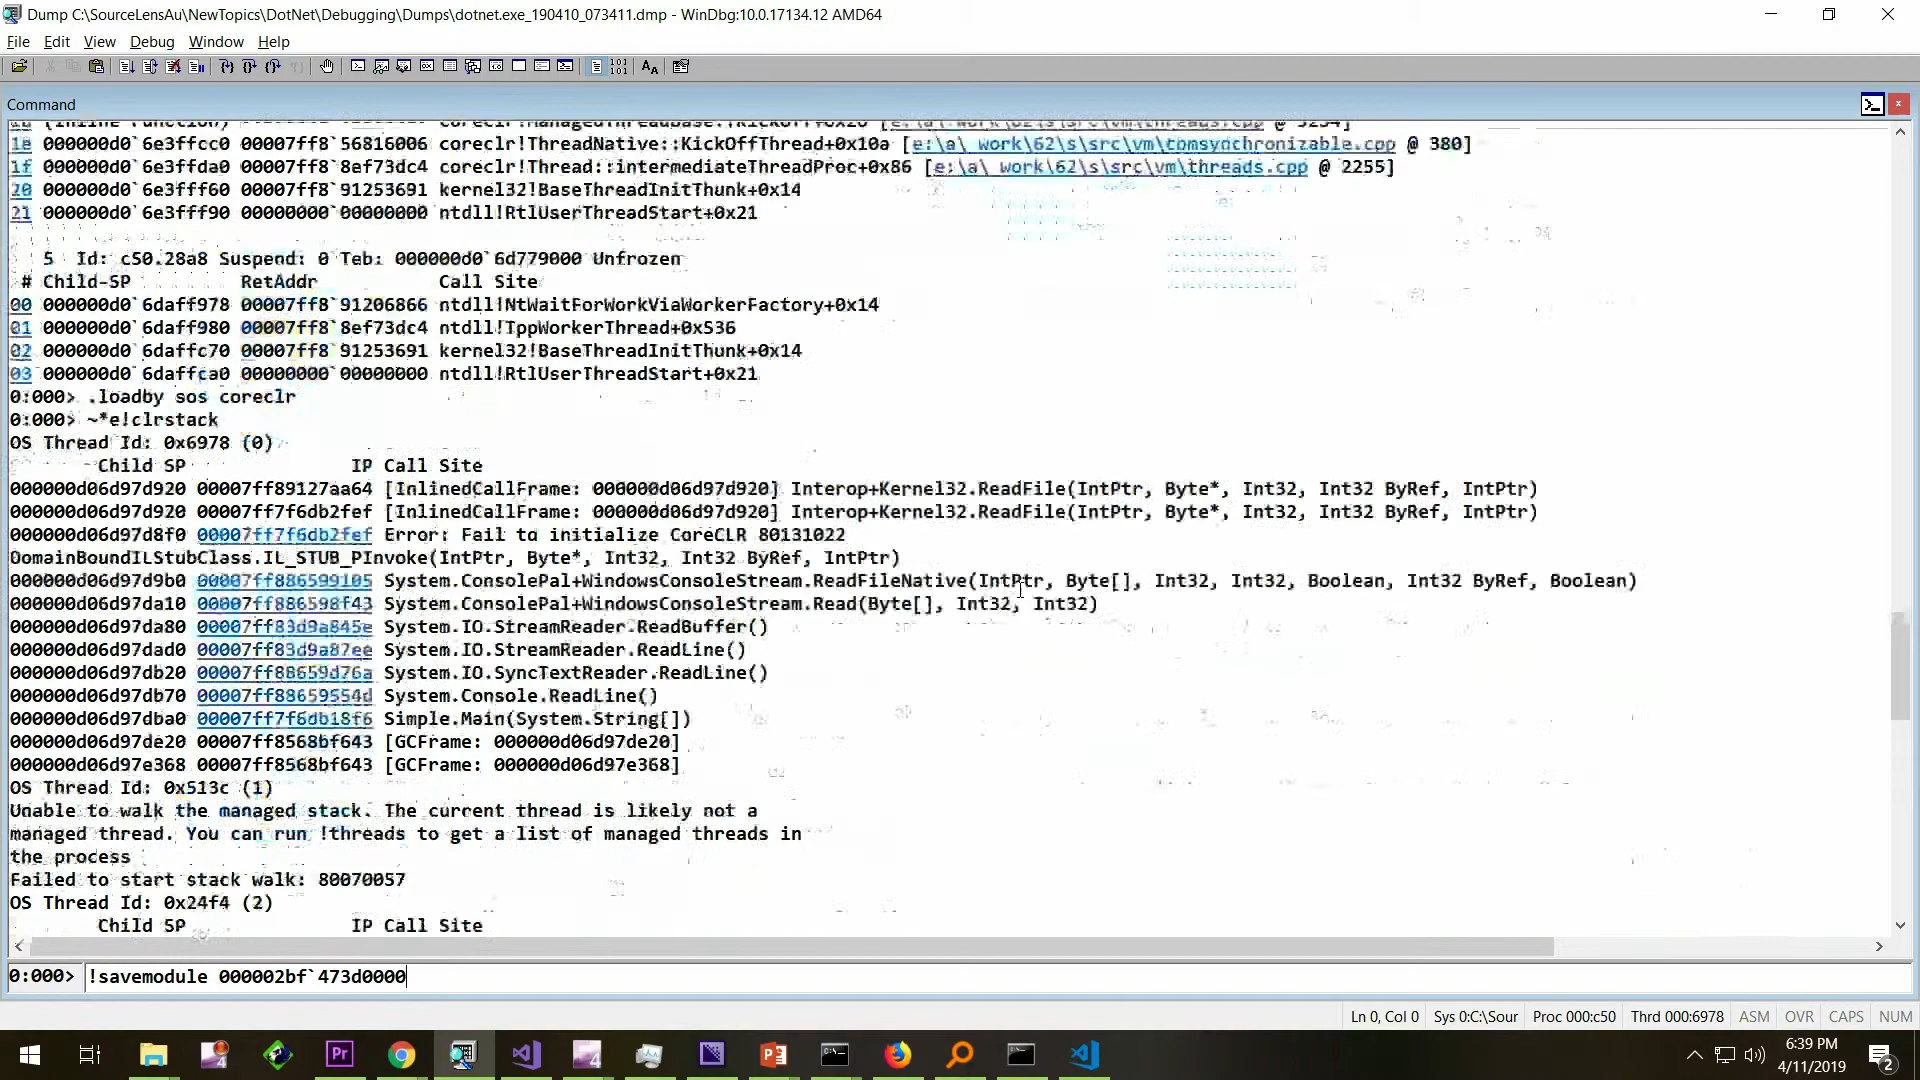 Dump C:\SourceLensAu\NewTopics\DotNet\Debugging\Dumps\dotnet.exe_190410_073411.dmp - WinDbg:10.0.17134.12 AMD64
File Edit View Debug Window Help
Command
1e 000000d0`6e3ffcc0 00007ff8`56816006 coreclr!ThreadNative::KickOffThread+0x10a [e:\a\_work\62\s\src\vm\comsynchronizable.cpp @ 380]
1f 000000d0`6e3ffda0 00007ff8`8ef73dc4 coreclr!Thread::intermediateThreadProc+0x86 [e:\a\_work\62\s\src\vm\threads.cpp @ 2255]
20 000000d0`6e3fff60 00007ff8`91253691 kernel32!BaseThreadInitThunk+0x14
21 000000d0`6e3fff90 00000000`00000000 ntdll!RtlUserThreadStart+0x21
5 Id: c50.28a8 Suspend: 0 Teb: 000000d0`6d779000 Unfrozen
# Child-SP RetAddr Call Site
00 000000d0`6daff978 00007ff8`91206866 ntdll!NtWaitForWorkViaWorkerFactory+0x14
01 000000d0`6daff980 00007ff8`8ef73dc4 ntdll!TppWorkerThread+0x536
02 000000d0`6daffc70 00007ff8`91253691 kernel32!BaseThreadInitThunk+0x14
03 000000d0`6daffca0 00000000`00000000 ntdll!RtlUserThreadStart+0x21
0:000> .loadby sos coreclr
0:000> ~*e!clrstack
OS Thread Id: 0x6978 (0)
Child SP IP Call Site
000000d06d97d920 00007ff89127aa64 [InlinedCallFrame: 000000d06d97d920] Interop+Kernel32.ReadFile(IntPtr, Byte*, Int32, Int32 ByRef, IntPtr)
000000d06d97d920 00007ff7f6db2fef [InlinedCallFrame: 000000d06d97d920] Interop+Kernel32.ReadFile(IntPtr, Byte*, Int32, Int32 ByRef, IntPtr)
000000d06d97d8f0 00007ff7f6db2fef Error: Fail to initialize CoreCLR 80131022
DomainBoundILStubClass.IL_STUB_PInvoke(IntPtr, Byte*, Int32, Int32 ByRef, IntPtr)
000000d06d97d9b0 00007ff886599105 System.ConsolePal+WindowsConsoleStream.ReadFileNative(IntPtr, Byte[], Int32, Int32, Boolean, Int32 ByRef, Boolean)
000000d06d97da10 00007ff886598f43 System.ConsolePal+WindowsConsoleStream.Read(Byte[], Int32, Int32)
000000d06d97da80 00007ff83d9a845e System.IO.StreamReader.ReadBuffer()
000000d06d97dad0 00007ff83d9a87ee System.IO.StreamReader.ReadLine()
000000d06d97db20 00007ff88659d76a System.IO.SyncTextReader.ReadLine()
000000d06d97db70 00007ff88659554d System.Console.ReadLine()
000000d06d97dba0 00007ff7f6db18f6 Simple.Main(System.String[])
000000d06d97de20 00007ff8568bf643 [GCFrame: 000000d06d97de20]
000000d06d97e368 00007ff8568bf643 [GCFrame: 000000d06d97e368]
OS Thread Id: 0x513c (1)
Unable to walk the managed stack. The current thread is likely not a
managed thread. You can run !threads to get a list of managed threads in
the process
Failed to start stack walk: 80070057
OS Thread Id: 0x24f4 (2)
Child SP IP Call Site
0:000> !savemodule 000002bf`473d0000
Ln 0, Col 0 Sys 0:C:\Sour Proc 000:c50 Thrd 000:6978 ASM OVR CAPS NUM
6:39 PM
4/11/2019
2